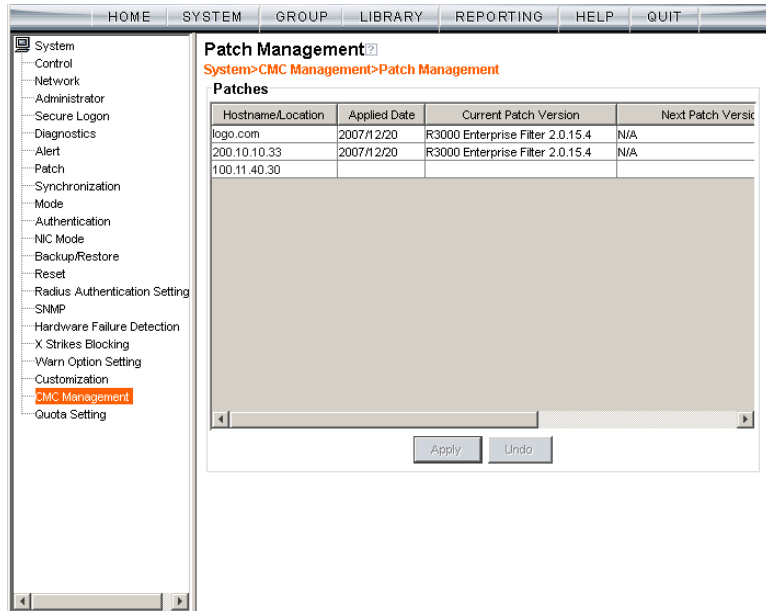 HOME SYSTEM GROUP LIBRARY REPORTING HELP QUIT
System
Control
Network
Administrator
Secure Logon
Diagnostics
Alert
Patch
Synchronization
Mode
Authentication
NIC Mode
Backup/Restore
Reset
Radius Authentication Setting
SNMP
Hardware Failure Detection
X Strikes Blocking
Warn Option Setting
Customization
CMC Management
Quota Setting
Patch Management ?
System>CMC Management>Patch Management
Patches
Hostname/Location Applied Date Current Patch Version Next Patch Versic
logo.com 2007/12/20 R3000 Enterprise Filter 2.0.15.4 N/A
200.10.10.33 2007/12/20 R3000 Enterprise Filter 2.0.15.4 N/A
100.11.40.30
Apply Undo